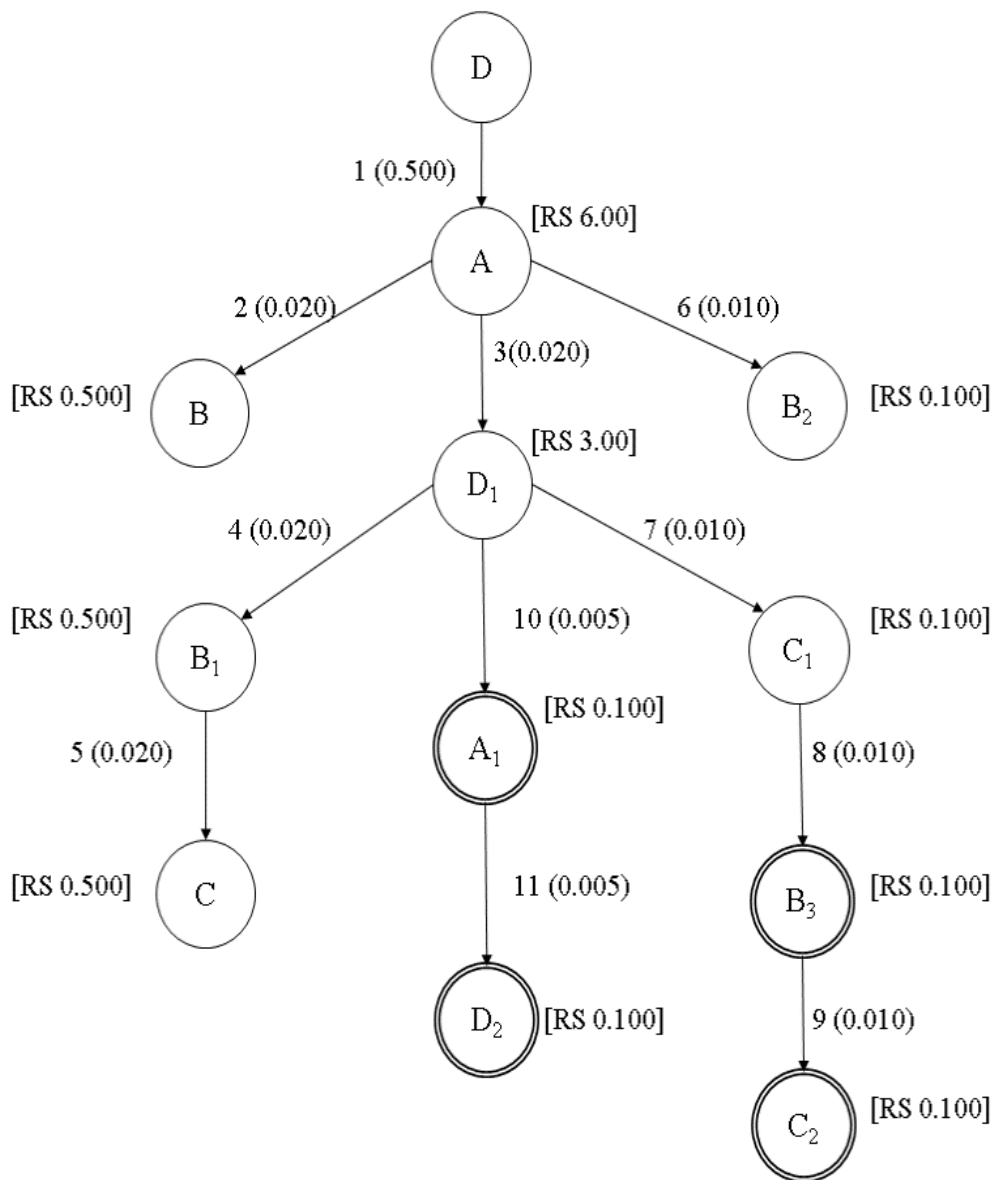 D
1 (0.500)
[RS 6.00]
A
2 (0.020)
6 (0.010)
3(0.020)
[RS 0.500]
B
B₂
[RS 0.100]
[RS 3.00]
D₁
4 (0.020)
7 (0.010)
[RS 0.500]
B₁
10 (0.005)
C₁
[RS 0.100]
[RS 0.100]
A₁
5 (0.020)
8 (0.010)
[RS 0.500]
C
11 (0.005)
B₃
[RS 0.100]
D₂
[RS 0.100]
9 (0.010)
C₂
[RS 0.100]